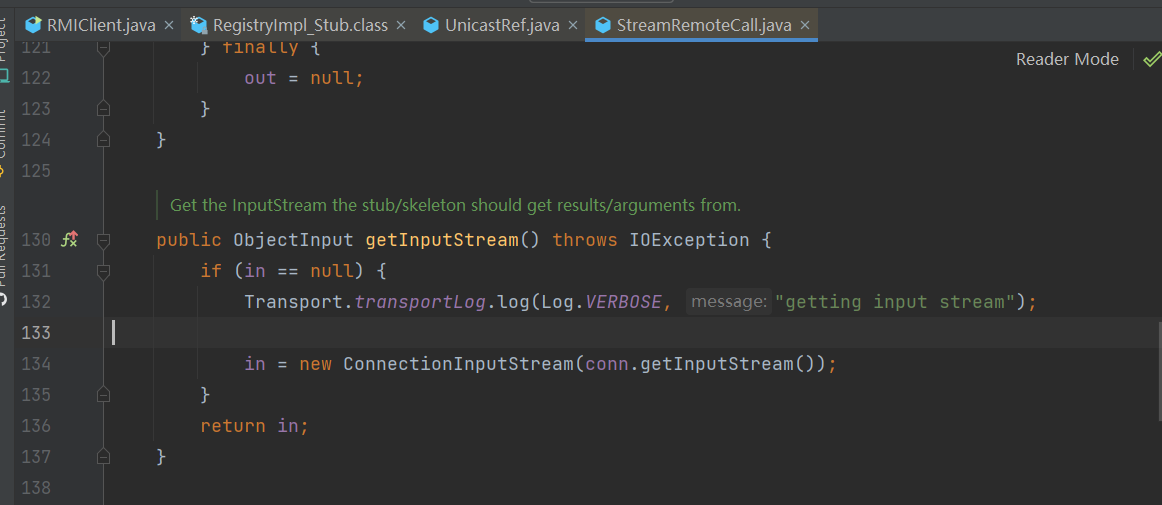 RMIClient.java
RegistryImpl_Stub.class
UnicastRef.java
StreamRemoteCall.java
Reader Mode
Project
Commit
Pull Requests
121 } finally {
122 out = null;
123 }
124 }
125
Get the InputStream the stub/skeleton should get results/arguments from.
130 public ObjectInput getInputStream() throws IOException {
131 if (in == null) {
132 Transport.transportLog.log(Log.VERBOSE, message: "getting input stream");
133
134 in = new ConnectionInputStream(conn.getInputStream());
135 }
136 return in;
137 }
138